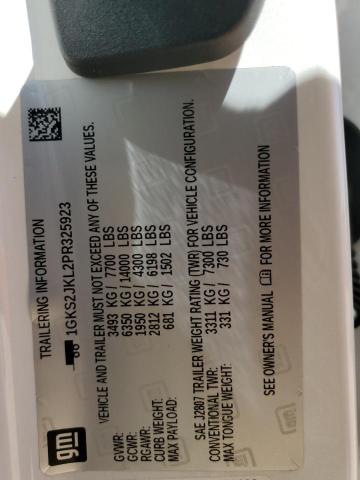 gm
TRAILERING INFORMATION
1GKS2JKL2PR325923
VEHICLE AND TRAILER MUST NOT EXCEED ANY OF THESE VALUES.
GVWR: 3493 KG / 7700 LBS
GCWR: 6350 KG / 14000 LBS
RGAWR: 1950 KG / 4300 LBS
CURB WEIGHT: 2812 KG / 6198 LBS
MAX PAYLOAD: 681 KG / 1502 LBS
SAE J2807 TRAILER WEIGHT RATING (TWR) FOR VEHICLE CONFIGURATION.
CONVENTIONAL TWR: 3311 KG / 7300 LBS
MAX TONGUE WEIGHT: 331 KG / 730 LBS
SEE OWNER'S MANUAL FOR MORE INFORMATION